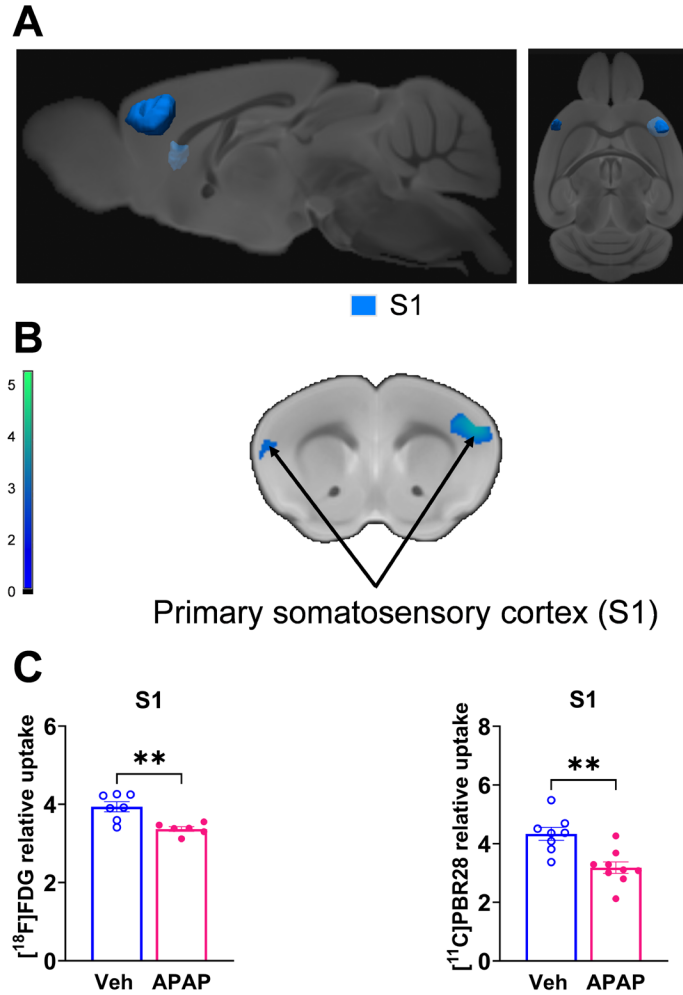 A
S1
B
5
4
3
2
0
Primary somatosensory cortex (S1)
C
S1
[¹⁸F]FDG relative uptake
6
4
2
0
**
Veh APAP
S1
[¹¹C]PBR28 relative uptake
8
6
4
2
0
**
Veh APAP